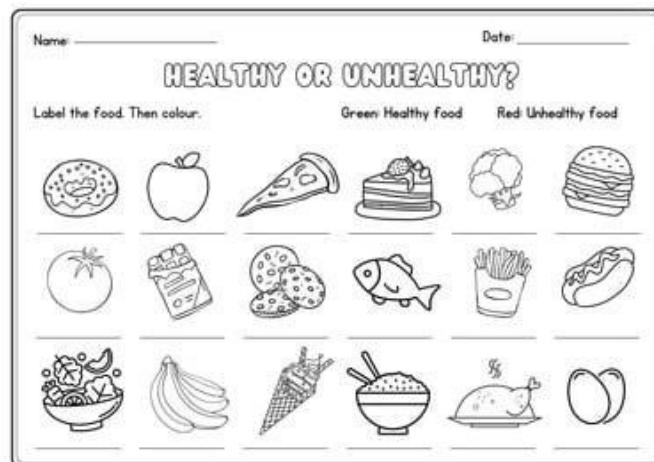 Name:
Date:
HEALTHY OR UNHEALTHY?
Label the food. Then colour.
Green: Healthy food
Red: Unhealthy food